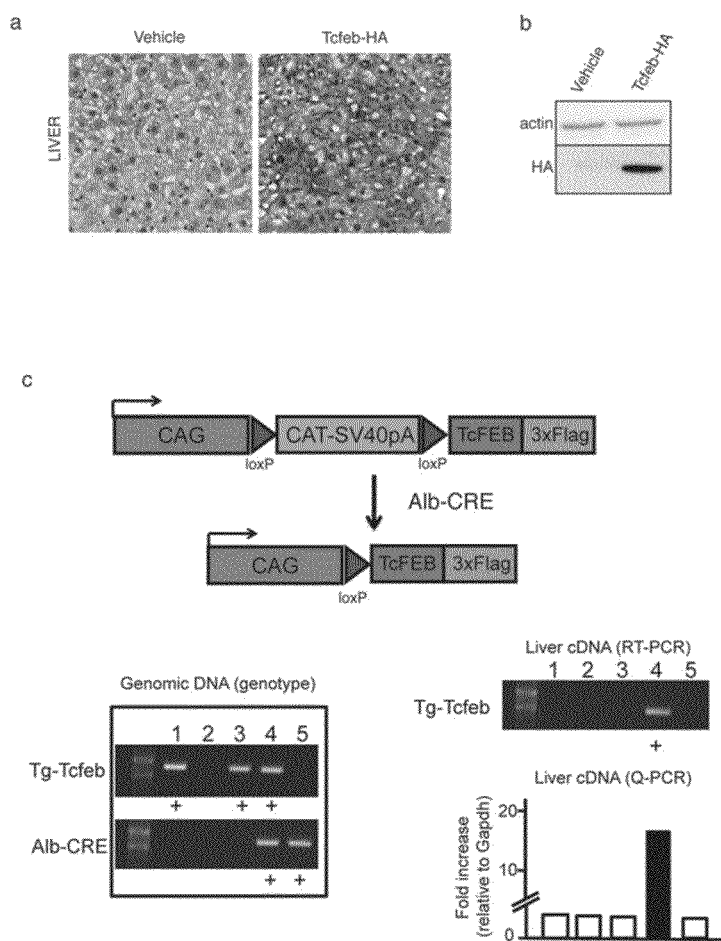 a
Vehicle
Tcfeb-HA
LIVER
b
Vehicle
Tcfeb-HA
actin
HA
c
CAG
CAT-SV40pA
TcFEB
3xFlag
loxP
loxP
Alb-CRE
CAG
TcFEB
3xFlag
loxP
Genomic DNA (genotype)
1 2 3 4 5
Tg-Tcfeb
+ + +
Alb-CRE
+ +
Liver cDNA (RT-PCR)
1 2 3 4 5
Tg-Tcfeb
+
Liver cDNA (Q-PCR)
Fold increase
(relative to Gapdh)
20
10
0